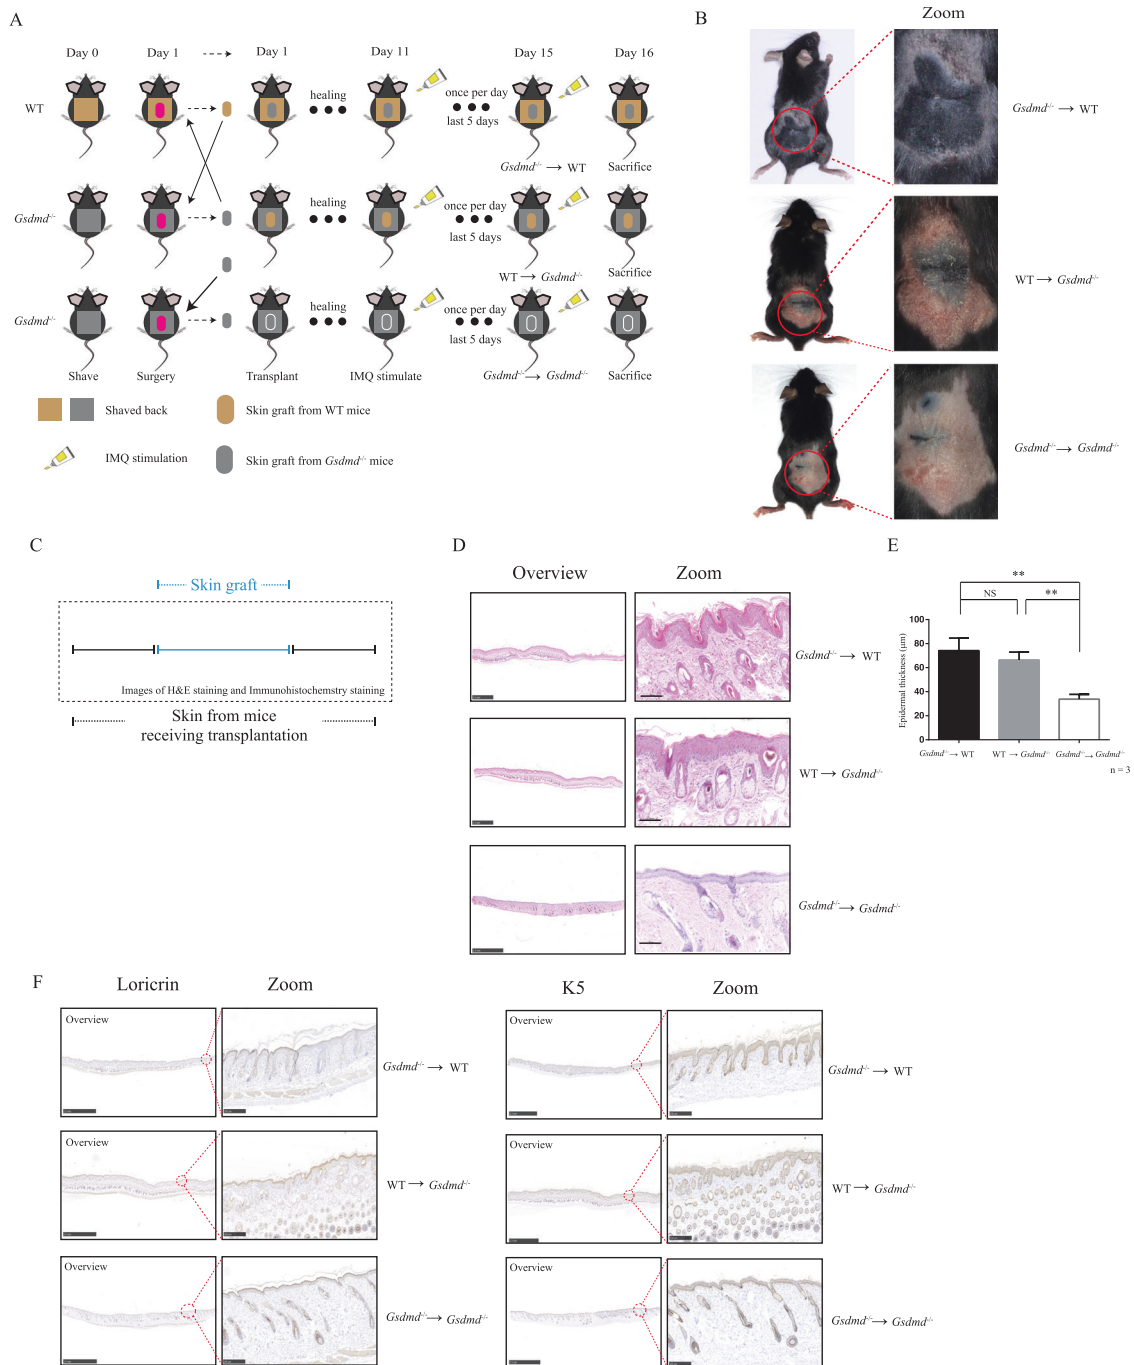 A
Day 0 Day 1 Day 1 Day 11 Day 15 Day 16
WT
healing
once per day
last 5 days
Gsdmd-/- → WT
Sacrifice
Gsdmd-/-
healing
once per day
last 5 days
WT → Gsdmd-/-
Sacrifice
Gsdmd-/-
healing
once per day
last 5 days
Shave Surgery Transplant IMQ stimulate Gsdmd-/- → Gsdmd-/- Sacrifice
Shaved back
Skin graft from WT mice
IMQ stimulation
Skin graft from Gsdmd-/- mice
B
Zoom
Gsdmd-/- → WT
WT → Gsdmd-/-
Gsdmd-/- → Gsdmd-/-
C
Skin graft
Images of H&E staining and Immunohistochemstry staining
Skin from mice
receiving transplantation
D
Overview Zoom
Gsdmd-/- → WT
WT → Gsdmd-/-
Gsdmd-/- → Gsdmd-/-
E
**
NS **
Epidermal thickness (μm)
100
80
60
40
20
0
Gsdmd-/- → WT WT → Gsdmd-/- Gsdmd-/- → Gsdmd-/-
n = 3
F
Loricrin Zoom
Overview
Gsdmd-/- → WT
Overview
WT → Gsdmd-/-
Overview
Gsdmd-/- → Gsdmd-/-
K5 Zoom
Overview
Gsdmd-/- → WT
Overview
WT → Gsdmd-/-
Overview
Gsdmd-/- → Gsdmd-/-